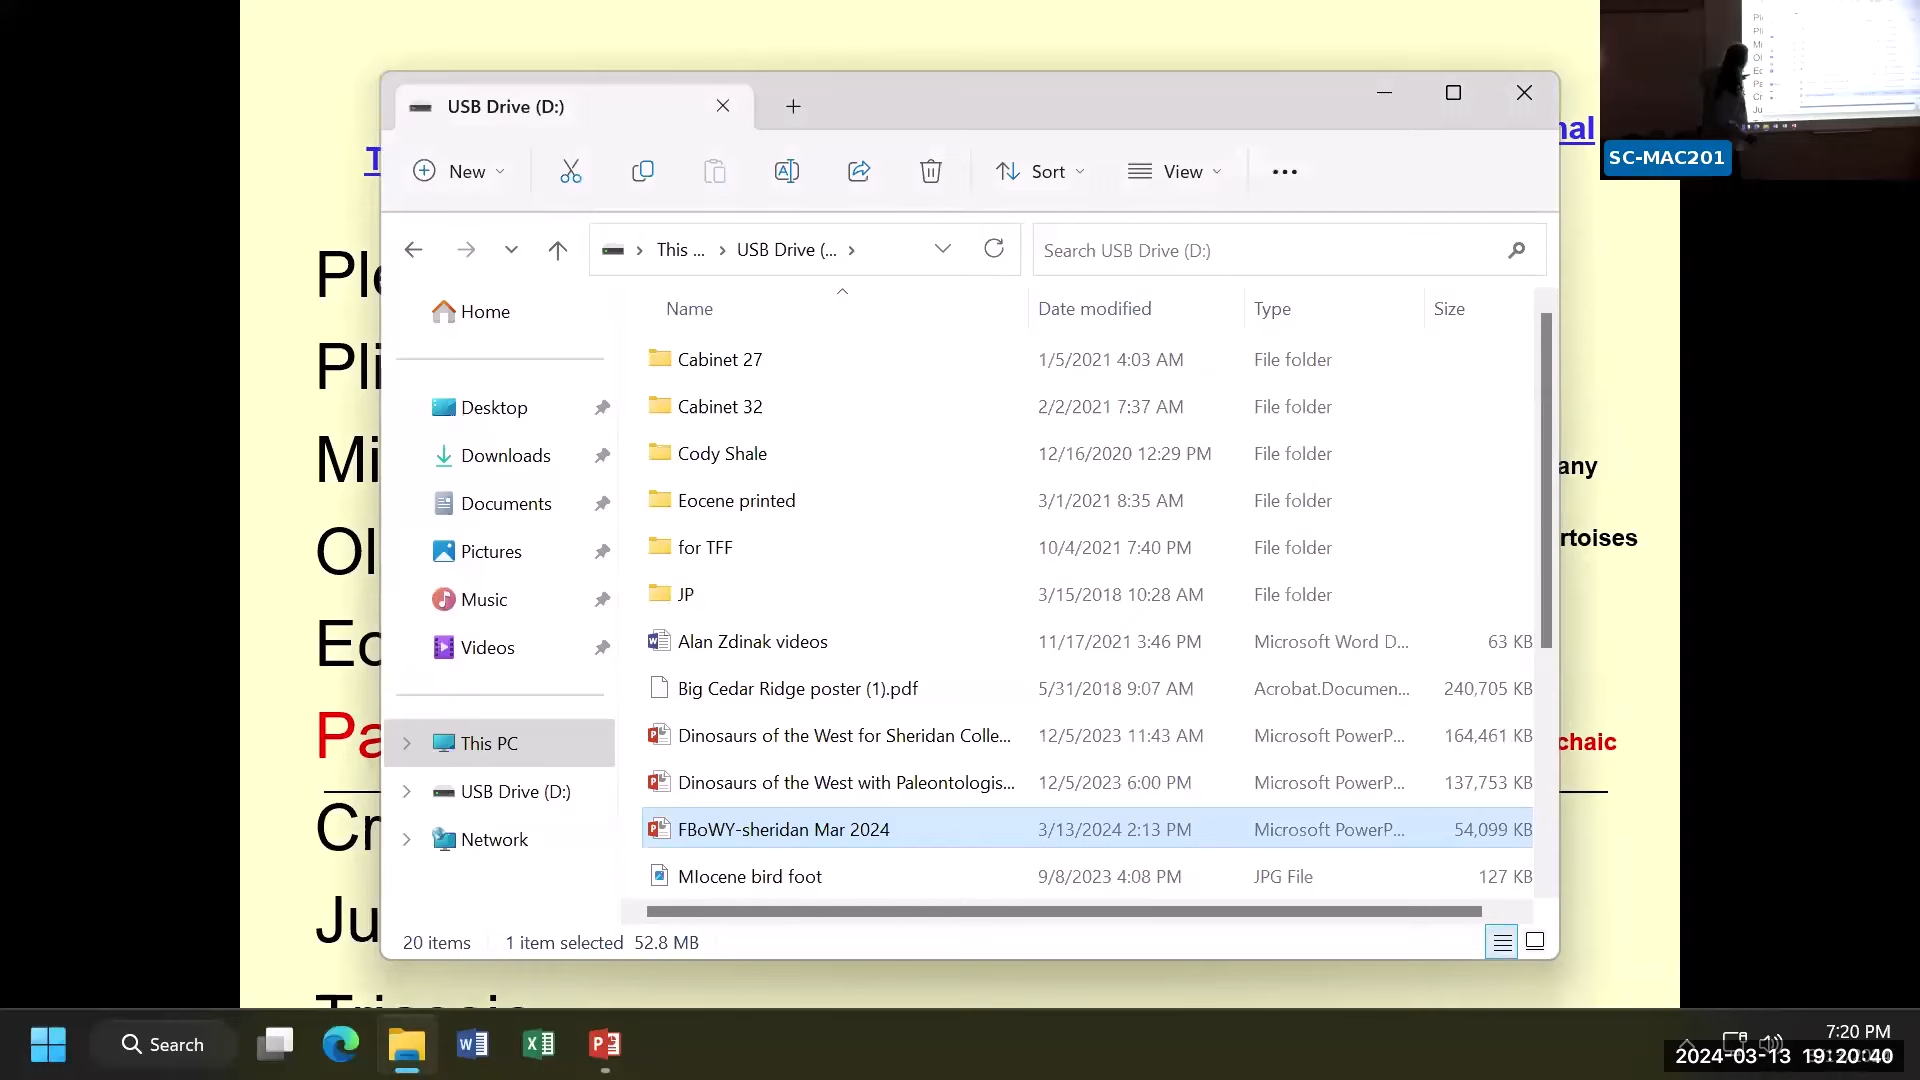 USB Drive (D:)
nal
T
SC-MAC201
New
Sort
View
This ...
USB Drive (...
Search USB Drive (D:)
Ple
Pli
Mi
Ol
Eo
Pa
Cr
Ju
Triassic
any
rtoises
chaic
Home
Desktop
Downloads
Documents
Pictures
Music
Videos
This PC
USB Drive (D:)
Network
Name Date modified Type Size
Cabinet 27 1/5/2021 4:03 AM File folder
Cabinet 32 2/2/2021 7:37 AM File folder
Cody Shale 12/16/2020 12:29 PM File folder
Eocene printed 3/1/2021 8:35 AM File folder
for TFF 10/4/2021 7:40 PM File folder
JP 3/15/2018 10:28 AM File folder
Alan Zdinak videos 11/17/2021 3:46 PM Microsoft Word D... 63 KB
Big Cedar Ridge poster (1).pdf 5/31/2018 9:07 AM Acrobat.Documen... 240,705 KB
Dinosaurs of the West for Sheridan Colle... 12/5/2023 11:43 AM Microsoft PowerP... 164,461 KB
Dinosaurs of the West with Paleontologis... 12/5/2023 6:00 PM Microsoft PowerP... 137,753 KB
FBoWY-sheridan Mar 2024 3/13/2024 2:13 PM Microsoft PowerP... 54,099 KB
MIocene bird foot 9/8/2023 4:08 PM JPG File 127 KB
20 items 1 item selected 52.8 MB
Search
7:20 PM
2024-03-13 19:20:40